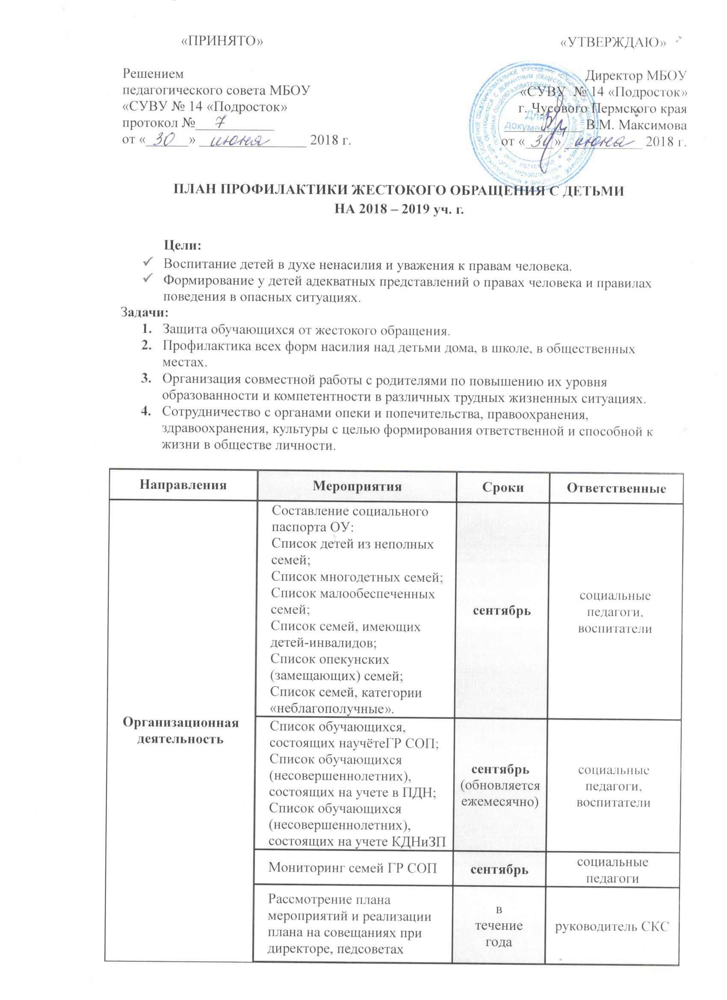 «ПРИНЯТО»
«УТВЕРЖДАЮ»
Решением
педагогического совета МБОУ
«СУВУ № 14 «Подросток»
протокол № 7
от «30» июня 2018 г.
Директор МБОУ
«СУВУ № 14 «Подросток»
г. Чусового Пермского края
В.М. Максимова
от «30» июня 2018 г.
Для
документов
ПЛАН ПРОФИЛАКТИКИ ЖЕСТОКОГО ОБРАЩЕНИЯ С ДЕТЬМИ
НА 2018 – 2019 уч. г.
Цели:
✓ Воспитание детей в духе ненасилия и уважения к правам человека.
✓ Формирование у детей адекватных представлений о правах человека и правилах
поведения в опасных ситуациях.
Задачи:
1. Защита обучающихся от жестокого обращения.
2. Профилактика всех форм насилия над детьми дома, в школе, в общественных
местах.
3. Организация совместной работы с родителями по повышению их уровня
образованности и компетентности в различных трудных жизненных ситуациях.
4. Сотрудничество с органами опеки и попечительства, правоохранения,
здравоохранения, культуры с целью формирования ответственной и способной к
жизни в обществе личности.
Направления
Мероприятия
Сроки
Ответственные
Организационная
деятельность
Составление социального
паспорта ОУ:
Список детей из неполных
семей;
Список многодетных семей;
Список малообеспеченных
семей;
Список семей, имеющих
детей-инвалидов;
Список опекунских
(замещающих) семей;
Список семей, категории
«неблагополучные».
сентябрь
социальные
педагоги,
воспитатели
Список обучающихся,
состоящих научётеГР СОП;
Список обучающихся
(несовершеннолетних),
состоящих на учете в ПДН;
Список обучающихся
(несовершеннолетних),
состоящих на учете КДНиЗП
сентябрь
(обновляется
ежемесячно)
социальные
педагоги,
воспитатели
Мониторинг семей ГР СОП
сентябрь
социальные
педагоги
Рассмотрение плана
мероприятий и реализации
плана на совещаниях при
директоре, педсоветах
в
течение
года
руководитель СКС